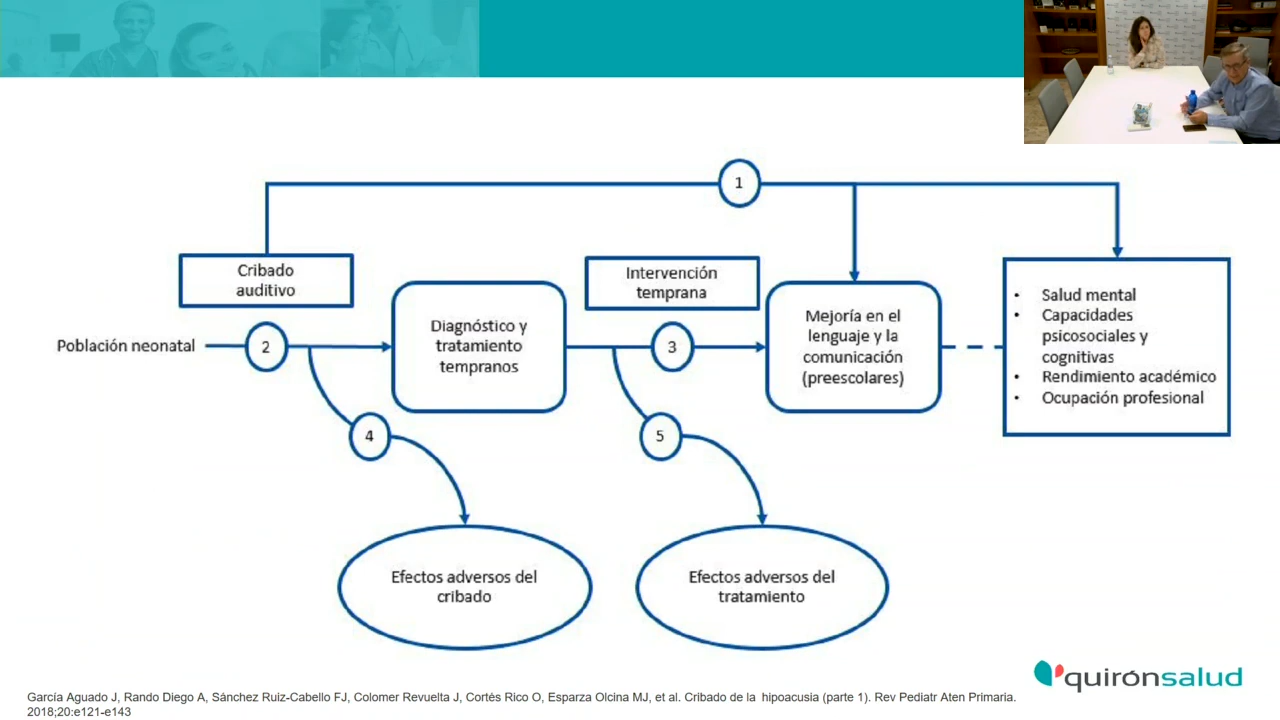 1
Cribado
auditivo
Intervención
temprana
Población neonatal
2
Diagnóstico y
tratamiento
tempranos
3
Mejoría en el
lenguaje y la
comunicación
(preescolares)
• Salud mental
• Capacidades
psicosociales y
cognitivas
• Rendimiento académico
• Ocupación profesional
4
5
Efectos adversos del
cribado
Efectos adversos del
tratamiento
quirónsalud
García Aguado J, Rando Diego A, Sánchez Ruiz-Cabello FJ, Colomer Revuelta J, Cortés Rico O, Esparza Olcina MJ, et al. Cribado de la hipoacusia (parte 1). Rev Pediatr Aten Primaria.
2018;20:e121-e143